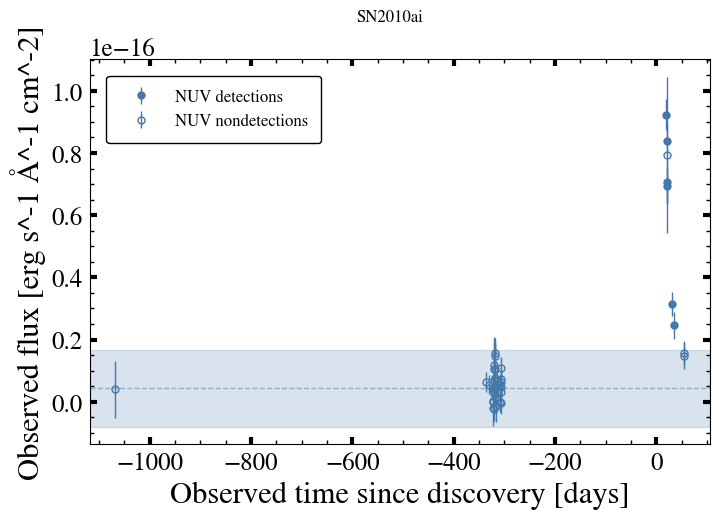 SN2010ai
1e−16
NUV detections
NUV nondetections
1.0
0.8
0.6
0.4
0.2
0.0
Observed flux [erg s^-1 Å^-1 cm^-2]
−1000 −800 −600 −400 −200 0
Observed time since discovery [days]